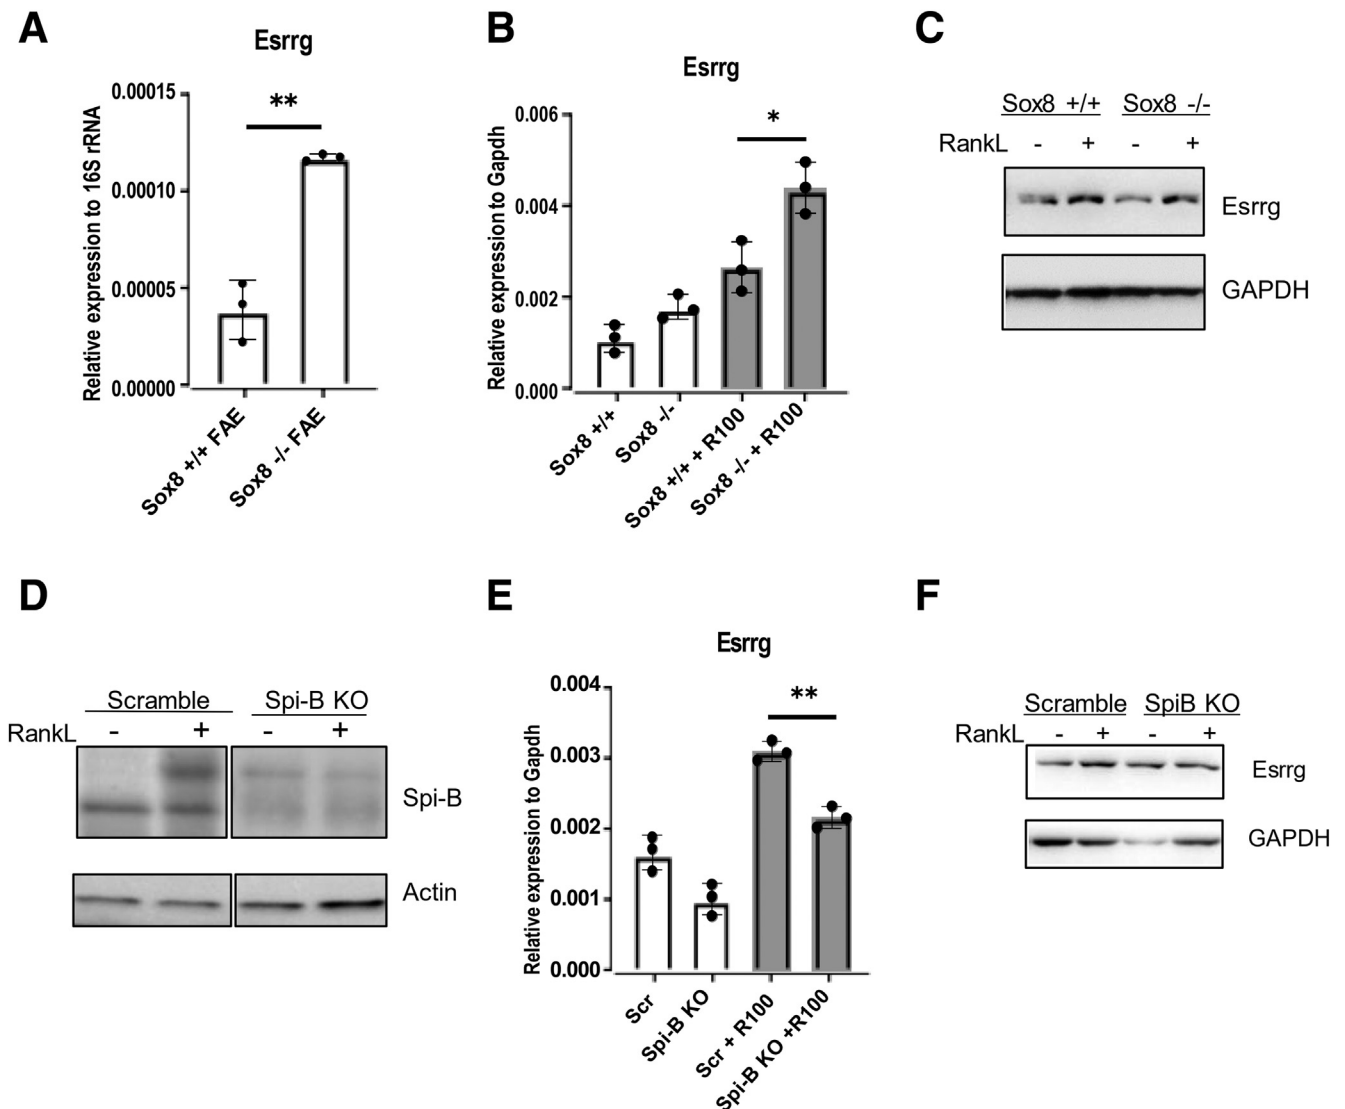 A
Esrrg
**
Relative expression to 16S rRNA
0.00015
0.00010
0.00005
0.00000
Sox8 +/+ FAE
Sox8 -/- FAE
B
Esrrg
*
Relative expression to Gapdh
0.006
0.004
0.002
0.000
Sox8 +/+
Sox8 -/-
Sox8 +/+ + R100
Sox8 -/- + R100
C
Sox8 +/+ Sox8 -/-
RankL - + - +
Esrrg
GAPDH
D
Scramble Spi-B KO
RankL - + - +
Spi-B
Actin
E
Esrrg
**
Relative expression to Gapdh
0.004
0.003
0.002
0.001
0.000
Scr
Spi-B KO
Scr + R100
Spi-B KO +R100
F
Scramble SpiB KO
RankL - + - +
Esrrg
GAPDH